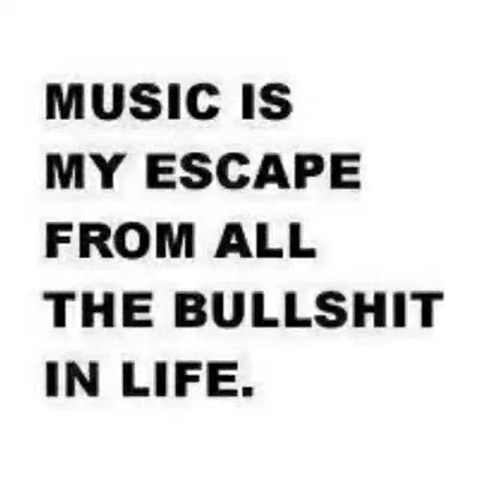 MUSIC IS
MY ESCAPE
FROM ALL
THE BULLSHIT
IN LIFE.